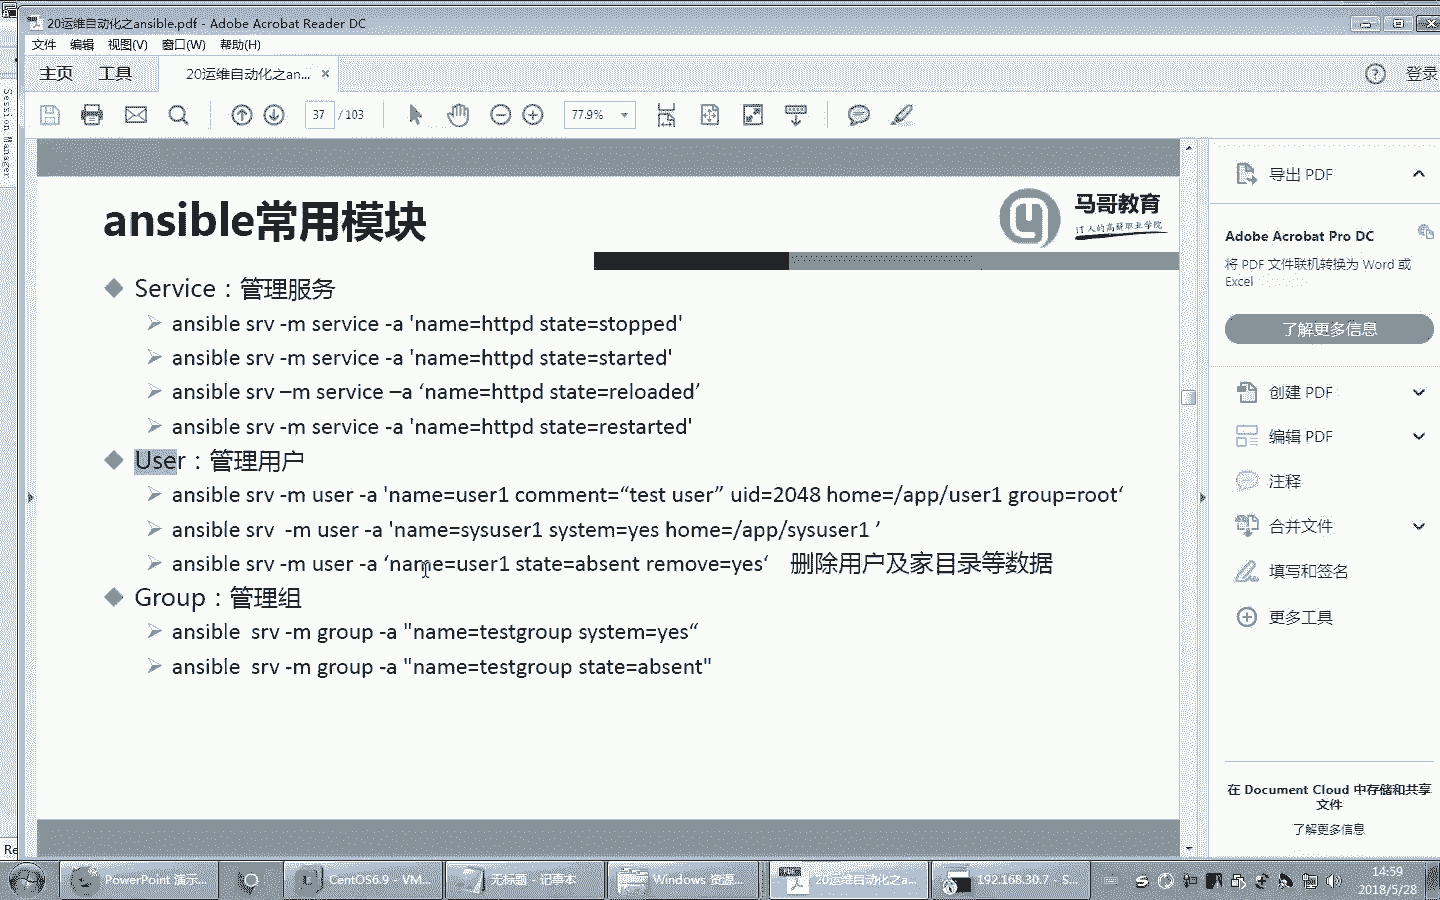 20运维自动化之ansible.pdf - Adobe Acrobat Reader DC
文件 编辑 视图(V) 窗口(W) 帮助(H)
主页 工具 20运维自动化之an... × 登录
37 / 103 77.9%
Session Manager
ansible常用模块
马哥教育
IT人的高薪职业学院
Service：管理服务
ansible srv -m service -a 'name=httpd state=stopped'
ansible srv -m service -a 'name=httpd state=started'
ansible srv –m service –a ‘name=httpd state=reloaded’
ansible srv -m service -a 'name=httpd state=restarted'
User：管理用户
ansible srv -m user -a 'name=user1 comment=“test user” uid=2048 home=/app/user1 group=root‘
ansible srv  -m user -a 'name=sysuser1 system=yes home=/app/sysuser1 ’
ansible srv -m user -a ‘name=user1 state=absent remove=yes‘ 删除用户及家目录等数据
Group：管理组
ansible  srv -m group -a "name=testgroup system=yes“
ansible  srv -m group -a "name=testgroup state=absent"
导出 PDF
Adobe Acrobat Pro DC
将 PDF 文件联机转换为 Word 或
Excel
了解更多信息
创建 PDF
编辑 PDF
注释
合并文件
填写和签名
更多工具
在 Document Cloud 中存储和共享
文件
了解更多信息
Re
PowerPoint 演示... CentOS6.9 - VM... 无标题 - 记事本 Windows 资源... 20运维自动化之a... 192.168.30.7 - S...
14:59
2018/5/28